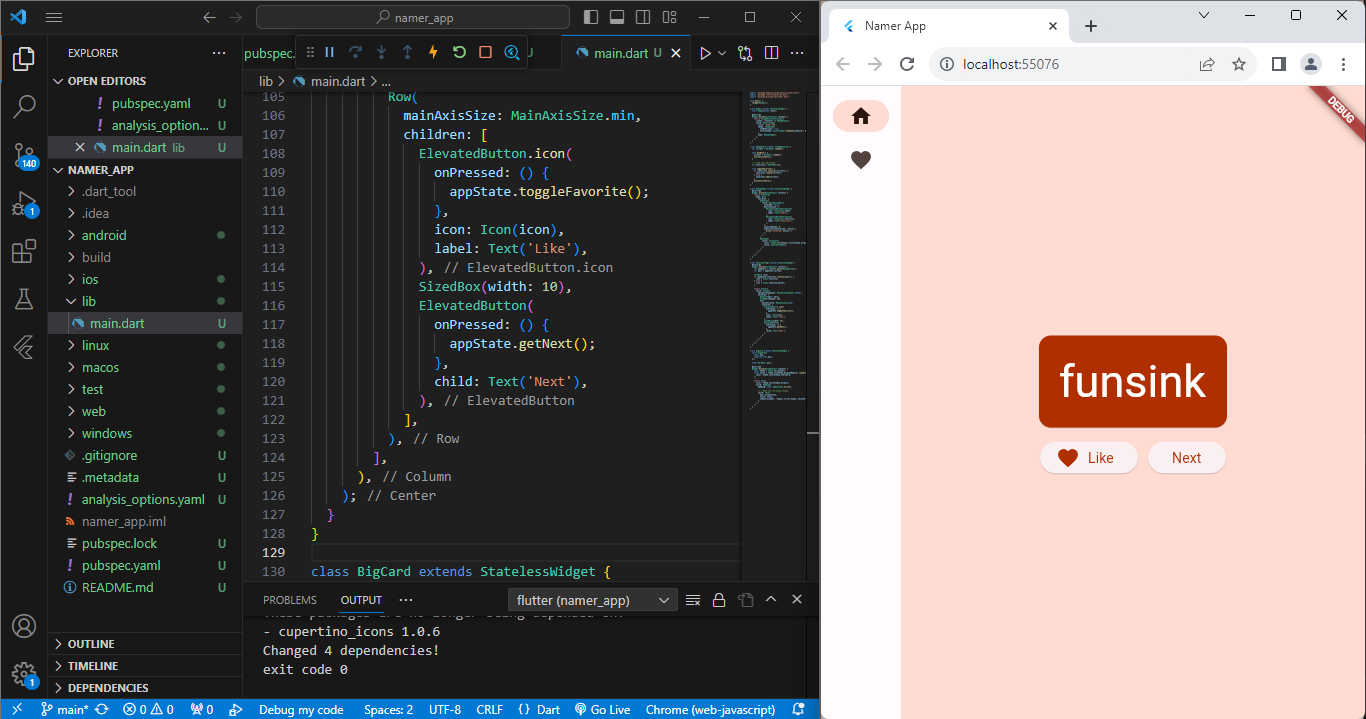 namer_app
EXPLORER
OPEN EDITORS
pubspec.yaml U
analysis_option... U
main.dart lib U
NAMER_APP
.dart_tool
.idea
android
build
ios
lib
main.dart U
linux
macos
test
web
windows
.gitignore U
.metadata U
analysis_options.yaml U
namer_app.iml
pubspec.lock U
pubspec.yaml U
README.md U
OUTLINE
TIMELINE
DEPENDENCIES
140
1
1
pubspec. U main.dart U
lib > main.dart > ...
105 Row(
106 mainAxisSize: MainAxisSize.min,
107 children: [
108 ElevatedButton.icon(
109 onPressed: () {
110 appState.toggleFavorite();
111 },
112 icon: Icon(icon),
113 label: Text('Like'),
114 ), // ElevatedButton.icon
115 SizedBox(width: 10),
116 ElevatedButton(
117 onPressed: () {
118 appState.getNext();
119 },
120 child: Text('Next'),
121 ), // ElevatedButton
122 ],
123 ), // Row
124 ],
125 ), // Column
126 ); // Center
127 }
128 }
129
130 class BigCard extends StatelessWidget {
PROBLEMS OUTPUT flutter (namer_app)
- cupertino_icons 1.0.6
Changed 4 dependencies!
exit code 0
main* 0 0 0 Debug my code Spaces: 2 UTF-8 CRLF {} Dart Go Live Chrome (web-javascript)
Namer App
localhost:55076
DEBUG
funsink
Like Next